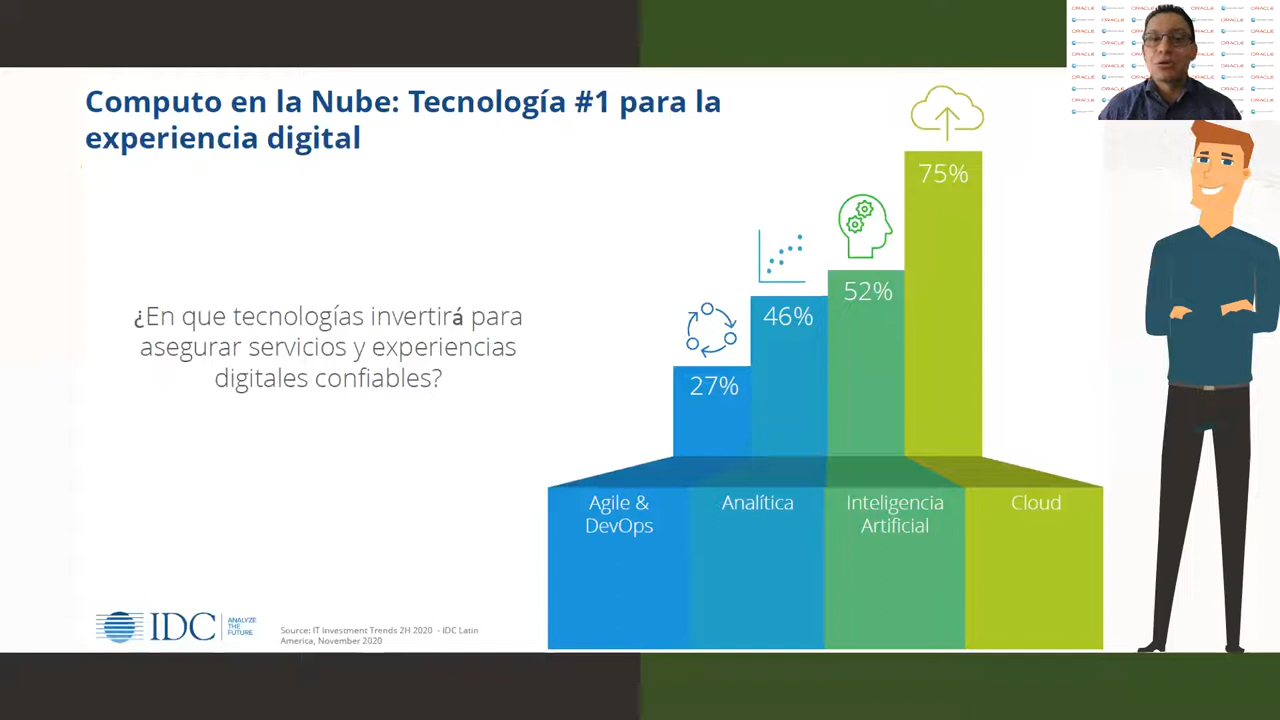 ORACLE
Computo en la Nube: Tecnología #1 para la
experiencia digital
75%
52%
46%
27%
¿En que tecnologías invertirá para
asegurar servicios y experiencias
digitales confiables?
Agile &
DevOps
Analítica
Inteligencia
Artificial
Cloud
IDC
ANALYZE
THE
FUTURE
Source: IT Investment Trends 2H 2020 - IDC Latin
America, November 2020